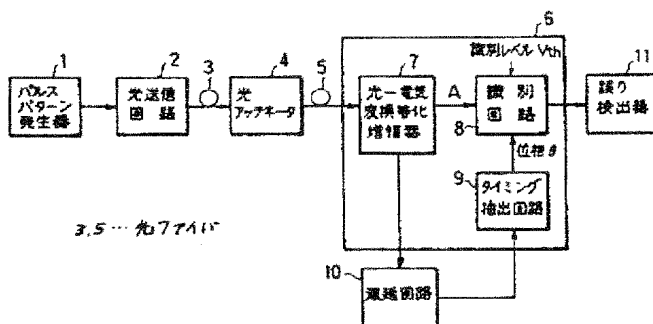 1
パルス
パターン
発生器
2
光送信
回路
3
4
光
アッテネータ
5
6
7
光一電気
変換等化
増幅器
A
識別レベル Vth
識別
回路
8
位相φ
9
タイミング
抽出回路
10
遅延回路
11
誤り
検出器
3,5…光ファイバ